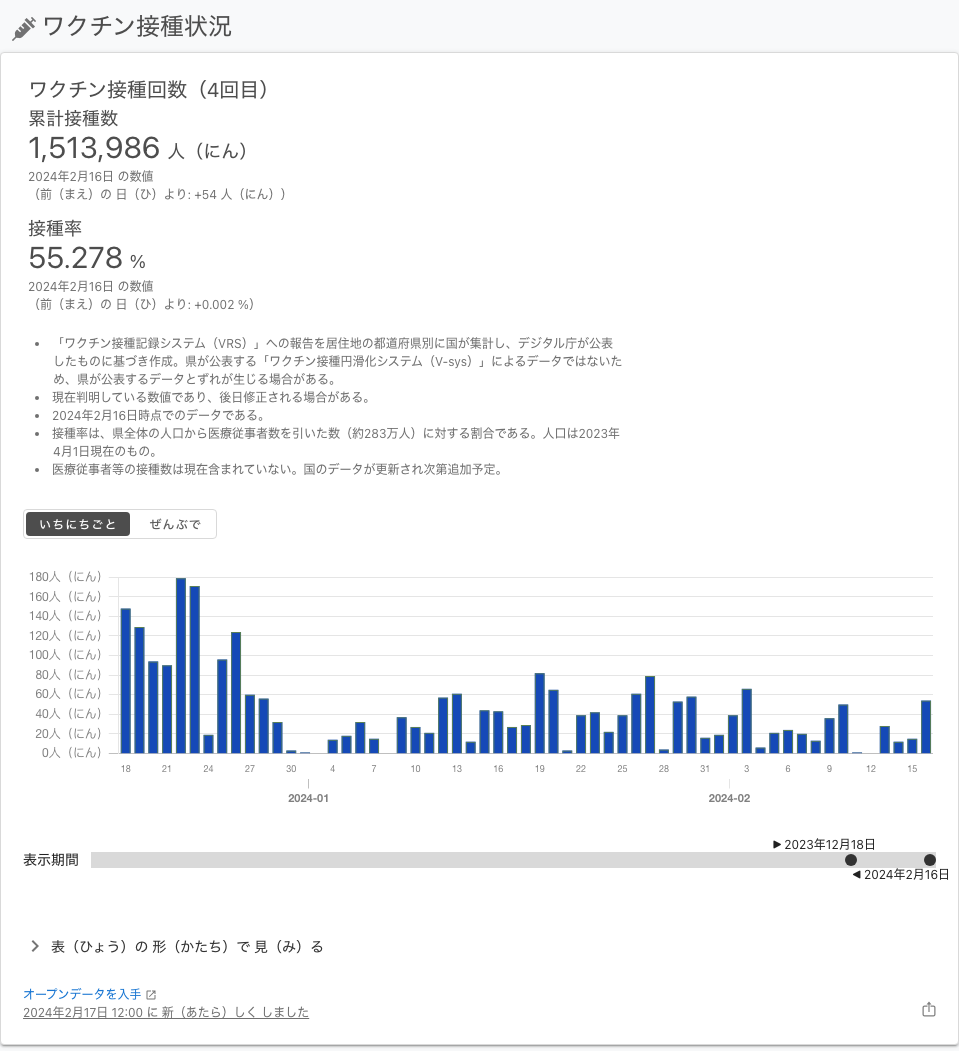 ワクチン接種状況
ワクチン接種回数（4回目）
累計接種数
1,513,986 人（にん）
2024年2月16日 の数値
（前（まえ）の 日（ひ）より: +54 人（にん））
接種率
55.278 %
2024年2月16日 の数値
（前（まえ）の 日（ひ）より: +0.002 %）
• 「ワクチン接種記録システム（VRS）」への報告を居住地の都道府県別に国が集計し、デジタル庁が公表
したものに基づき作成。県が公表する「ワクチン接種円滑化システム（V-sys）」によるデータではないた
め、県が公表するデータとずれが生じる場合がある。
• 現在判明している数値であり、後日修正される場合がある。
• 2024年2月16日時点でのデータである。
• 接種率は、県全体の人口から医療従事者数を引いた数（約283万人）に対する割合である。人口は2023年
4月1日現在のもの。
• 医療従事者等の接種数は現在含まれていない。国のデータが更新され次第追加予定。
いちにちごと ぜんぶで
180人（にん）
160人（にん）
140人（にん）
120人（にん）
100人（にん）
80人（にん）
60人（にん）
40人（にん）
20人（にん）
0人（にん）
18 21 24 27 30 4 7 10 13 16 19 22 25 28 31 3 6 9 12 15
2024-01 2024-02
▶ 2023年12月18日
表示期間
◀ 2024年2月16日
表（ひょう）の 形（かたち）で 見（み）る
オープンデータを入手
2024年2月17日 12:00 に 新（あたら）しく しました